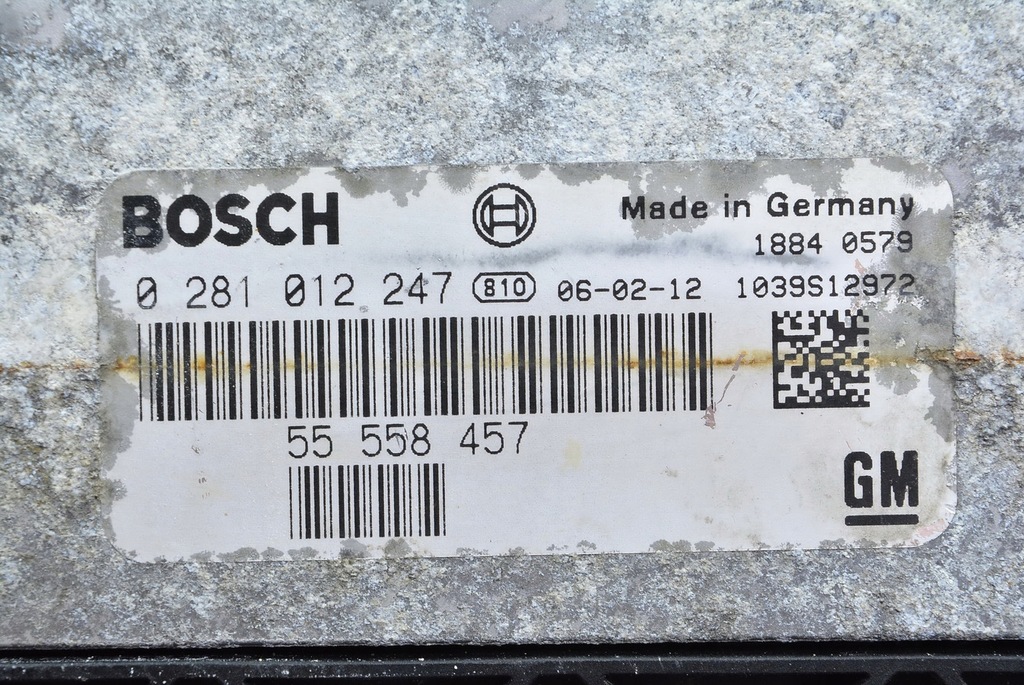 BOSCH
Made in Germany
1884 0579
0 281 012 247 810 06-02-12 1039S12972
55 558 457
GM